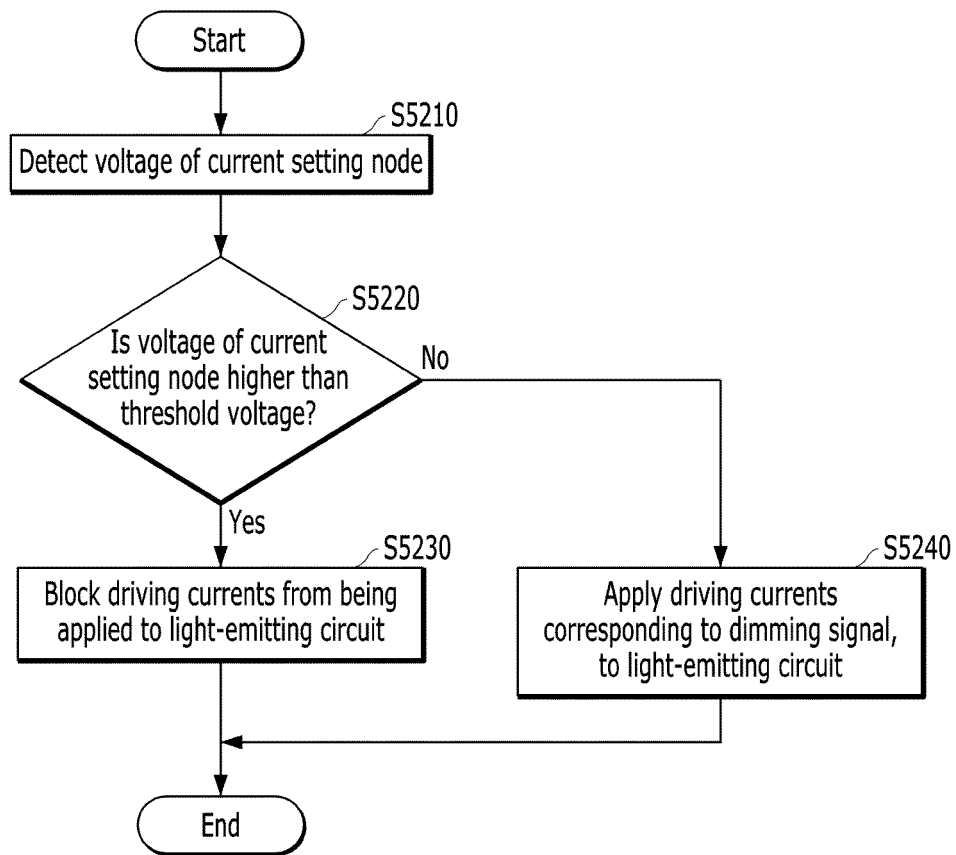 Start
S5210
Detect voltage of current setting node
S5220
Is voltage of current
setting node higher than
threshold voltage?
No
Yes
S5230
Block driving currents from being
applied to light-emitting circuit
S5240
Apply driving currents
corresponding to dimming signal,
to light-emitting circuit
End